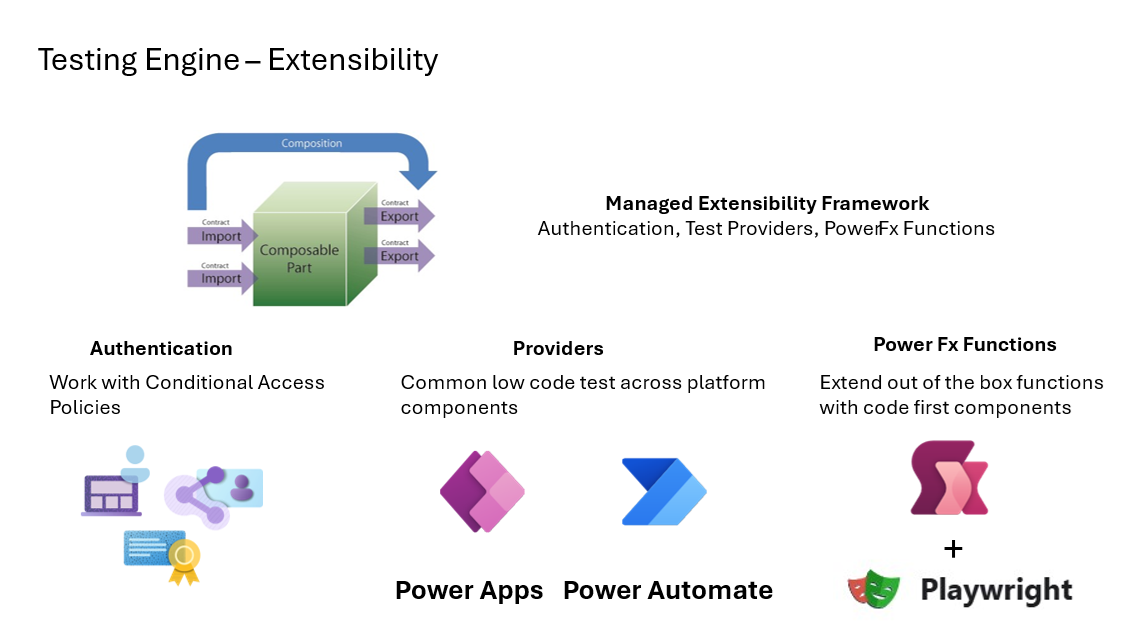 Testing Engine – Extensibility
Composition
Contract
Import
Contract
Import
Composable
Part
Contract
Export
Contract
Export
Managed Extensibility Framework
Authentication, Test Providers, PowerFx Functions
Authentication
Work with Conditional Access
Policies
Providers
Common low code test across platform
components
Power Apps
Power Automate
Power Fx Functions
Extend out of the box functions
with code first components
+
Playwright